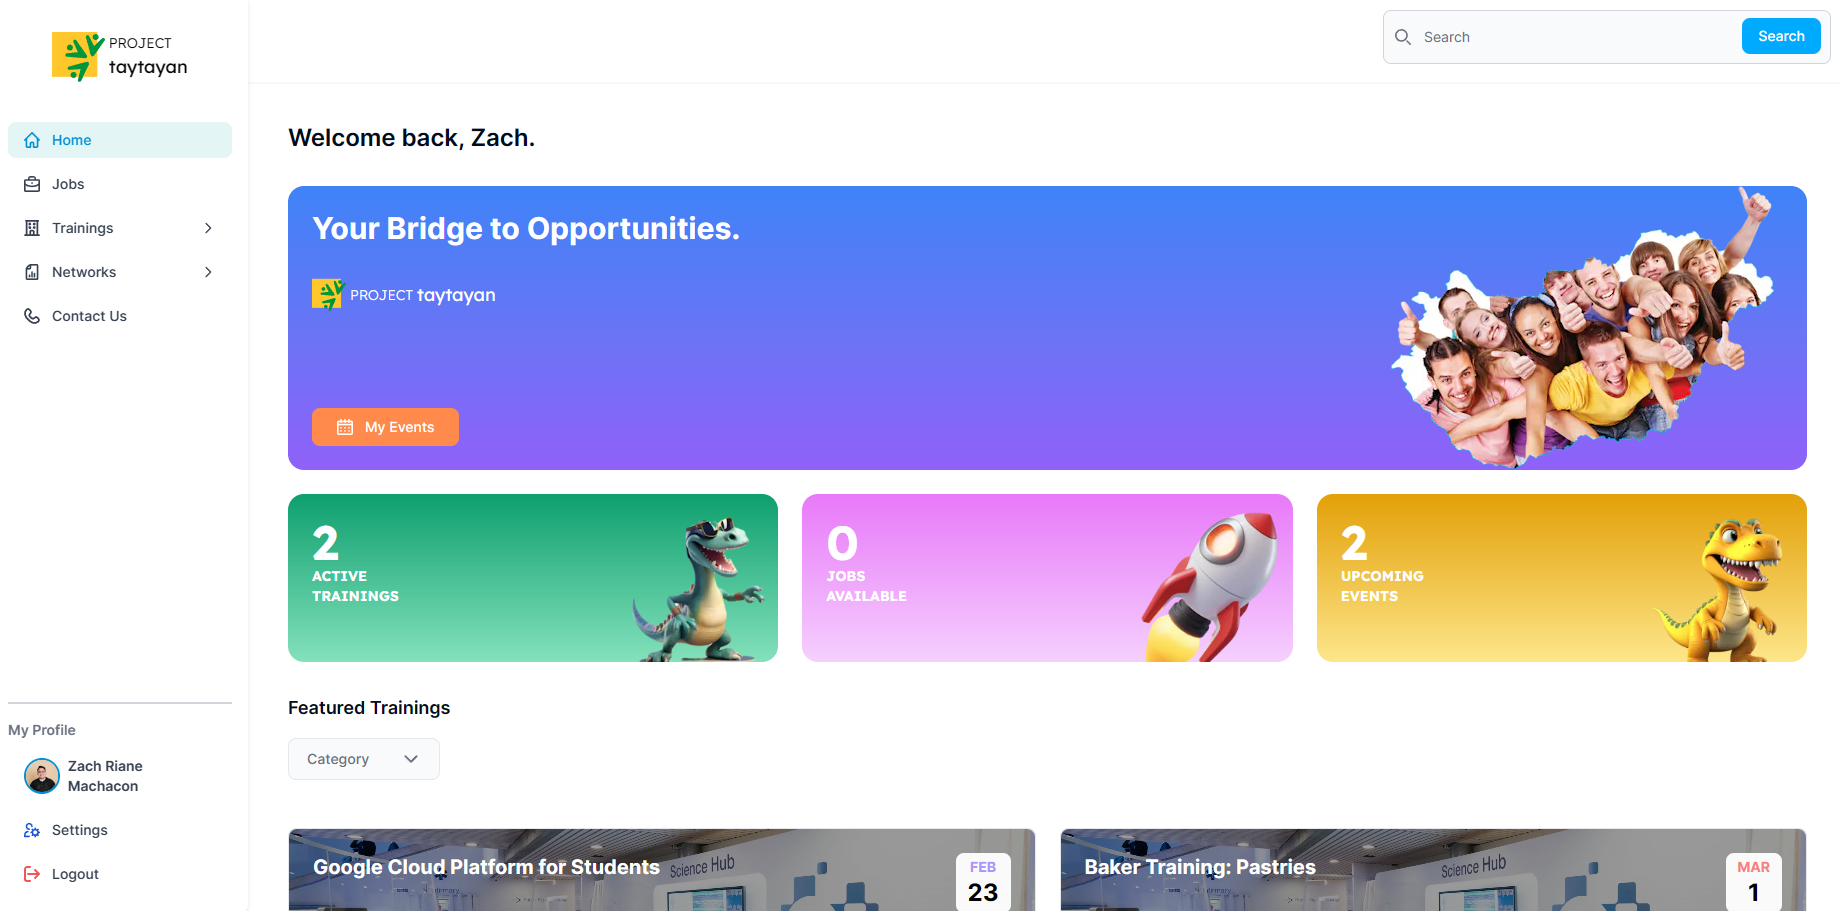 PROJECT
taytayan
Search
Search
Home
Jobs
Trainings
Networks
Contact Us
Welcome back, Zach.
Your Bridge to Opportunities.
PROJECT taytayan
My Events
2
ACTIVE
TRAININGS
0
JOBS
AVAILABLE
2
UPCOMING
EVENTS
Featured Trainings
Category
My Profile
Zach Riane
Machacon
Settings
Logout
Google Cloud Platform for Students
Science Hub
FEB
23
Baker Training: Pastries
Science Hub
MAR
1